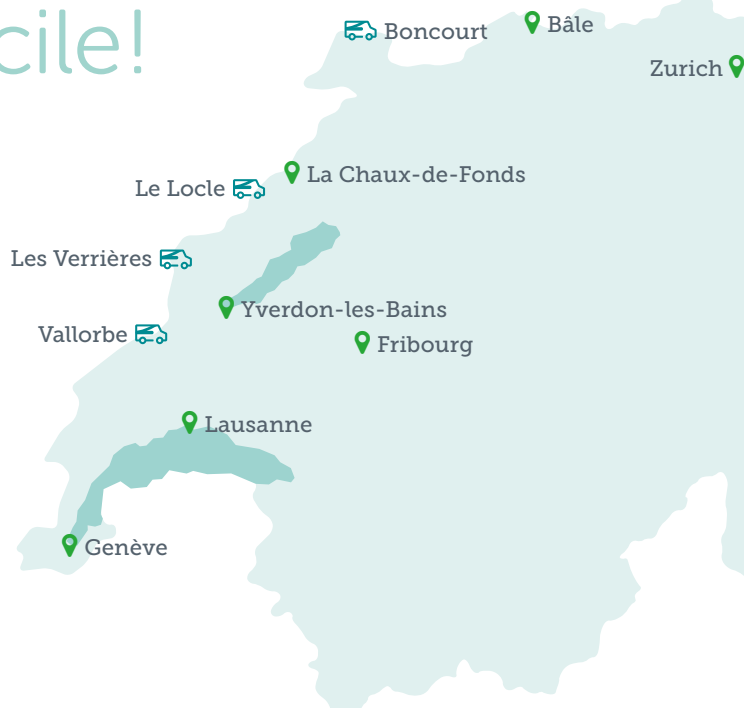 cile!
Boncourt
Bâle
Zurich
La Chaux-de-Fonds
Le Locle
Les Verrières
Yverdon-les-Bains
Vallorbe
Fribourg
Lausanne
Genève